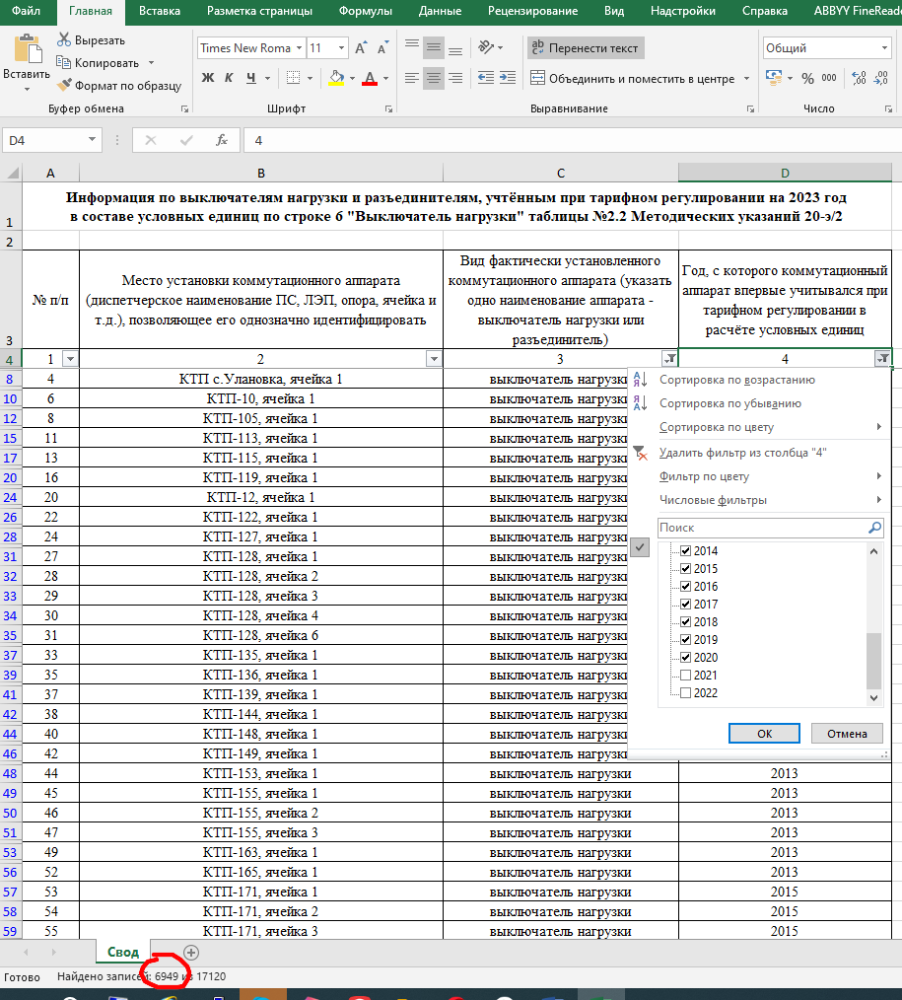 Файл Главная Вставка Разметка страницы Формулы Данные Рецензирование Вид Надстройки Справка ABBYY FineReade
Вставить
Вырезать
Копировать
Формат по образцу
Буфер обмена
Times New Roma 11
Ж К Ч
Шрифт
Перенести текст
Объединить и поместить в центре
Выравнивание
Общий
% 000
Число
D4 fx 4
A B C D
1 Информация по выключателям нагрузки и разъединителям, учтённым при тарифном регулировании на 2023 год
в составе условных единиц по строке 6 "Выключатель нагрузки" таблицы №2.2 Методических указаний 20-э/2
2
3
№ п/п
Место установки коммутационного аппарата
(диспетчерское наименование ПС, ЛЭП, опора, ячейка и
т.д.), позволяющее его однозначно идентифицировать
Вид фактически установленного
коммутационного аппарата (указать
одно наименование аппарата -
выключатель нагрузки или
разъединитель)
Год, с которого коммутационный
аппарат впервые учитывался при
тарифном регулировании в
расчёте условных единиц
4 1 2 3 4
8 4 КТП с.Улановка, ячейка 1 выключатель нагрузки
10 6 КТП-10, ячейка 1 выключатель нагрузки
12 8 КТП-105, ячейка 1 выключатель нагрузки
15 11 КТП-113, ячейка 1 выключатель нагрузки
17 13 КТП-115, ячейка 1 выключатель нагрузки
20 16 КТП-119, ячейка 1 выключатель нагрузки
24 20 КТП-12, ячейка 1 выключатель нагрузки
26 22 КТП-122, ячейка 1 выключатель нагрузки
28 24 КТП-127, ячейка 1 выключатель нагрузки
31 27 КТП-128, ячейка 1 выключатель нагрузки
32 28 КТП-128, ячейка 2 выключатель нагрузки
33 29 КТП-128, ячейка 3 выключатель нагрузки
34 30 КТП-128, ячейка 4 выключатель нагрузки
35 31 КТП-128, ячейка 6 выключатель нагрузки
37 33 КТП-135, ячейка 1 выключатель нагрузки
39 35 КТП-136, ячейка 1 выключатель нагрузки
41 37 КТП-139, ячейка 1 выключатель нагрузки
42 38 КТП-144, ячейка 1 выключатель нагрузки
44 40 КТП-148, ячейка 1 выключатель нагрузки
46 42 КТП-149, ячейка 1 выключатель нагрузки
48 44 КТП-153, ячейка 1 выключатель нагрузки 2013
49 45 КТП-155, ячейка 1 выключатель нагрузки 2013
50 46 КТП-155, ячейка 2 выключатель нагрузки 2013
51 47 КТП-155, ячейка 3 выключатель нагрузки 2013
53 49 КТП-163, ячейка 1 выключатель нагрузки 2013
56 52 КТП-165, ячейка 1 выключатель нагрузки 2013
57 53 КТП-171, ячейка 1 выключатель нагрузки 2015
58 54 КТП-171, ячейка 2 выключатель нагрузки 2015
59 55 КТП-171, ячейка 3 выключатель нагрузки 2015
Сортировка по возрастанию
Сортировка по убыванию
Сортировка по цвету
Удалить фильтр из столбца "4"
Фильтр по цвету
Числовые фильтры
Поиск
2014
2015
2016
2017
2018
2019
2020
2021
2022
ОК Отмена
Свод
Готово Найдено записей: 6949 из 17120